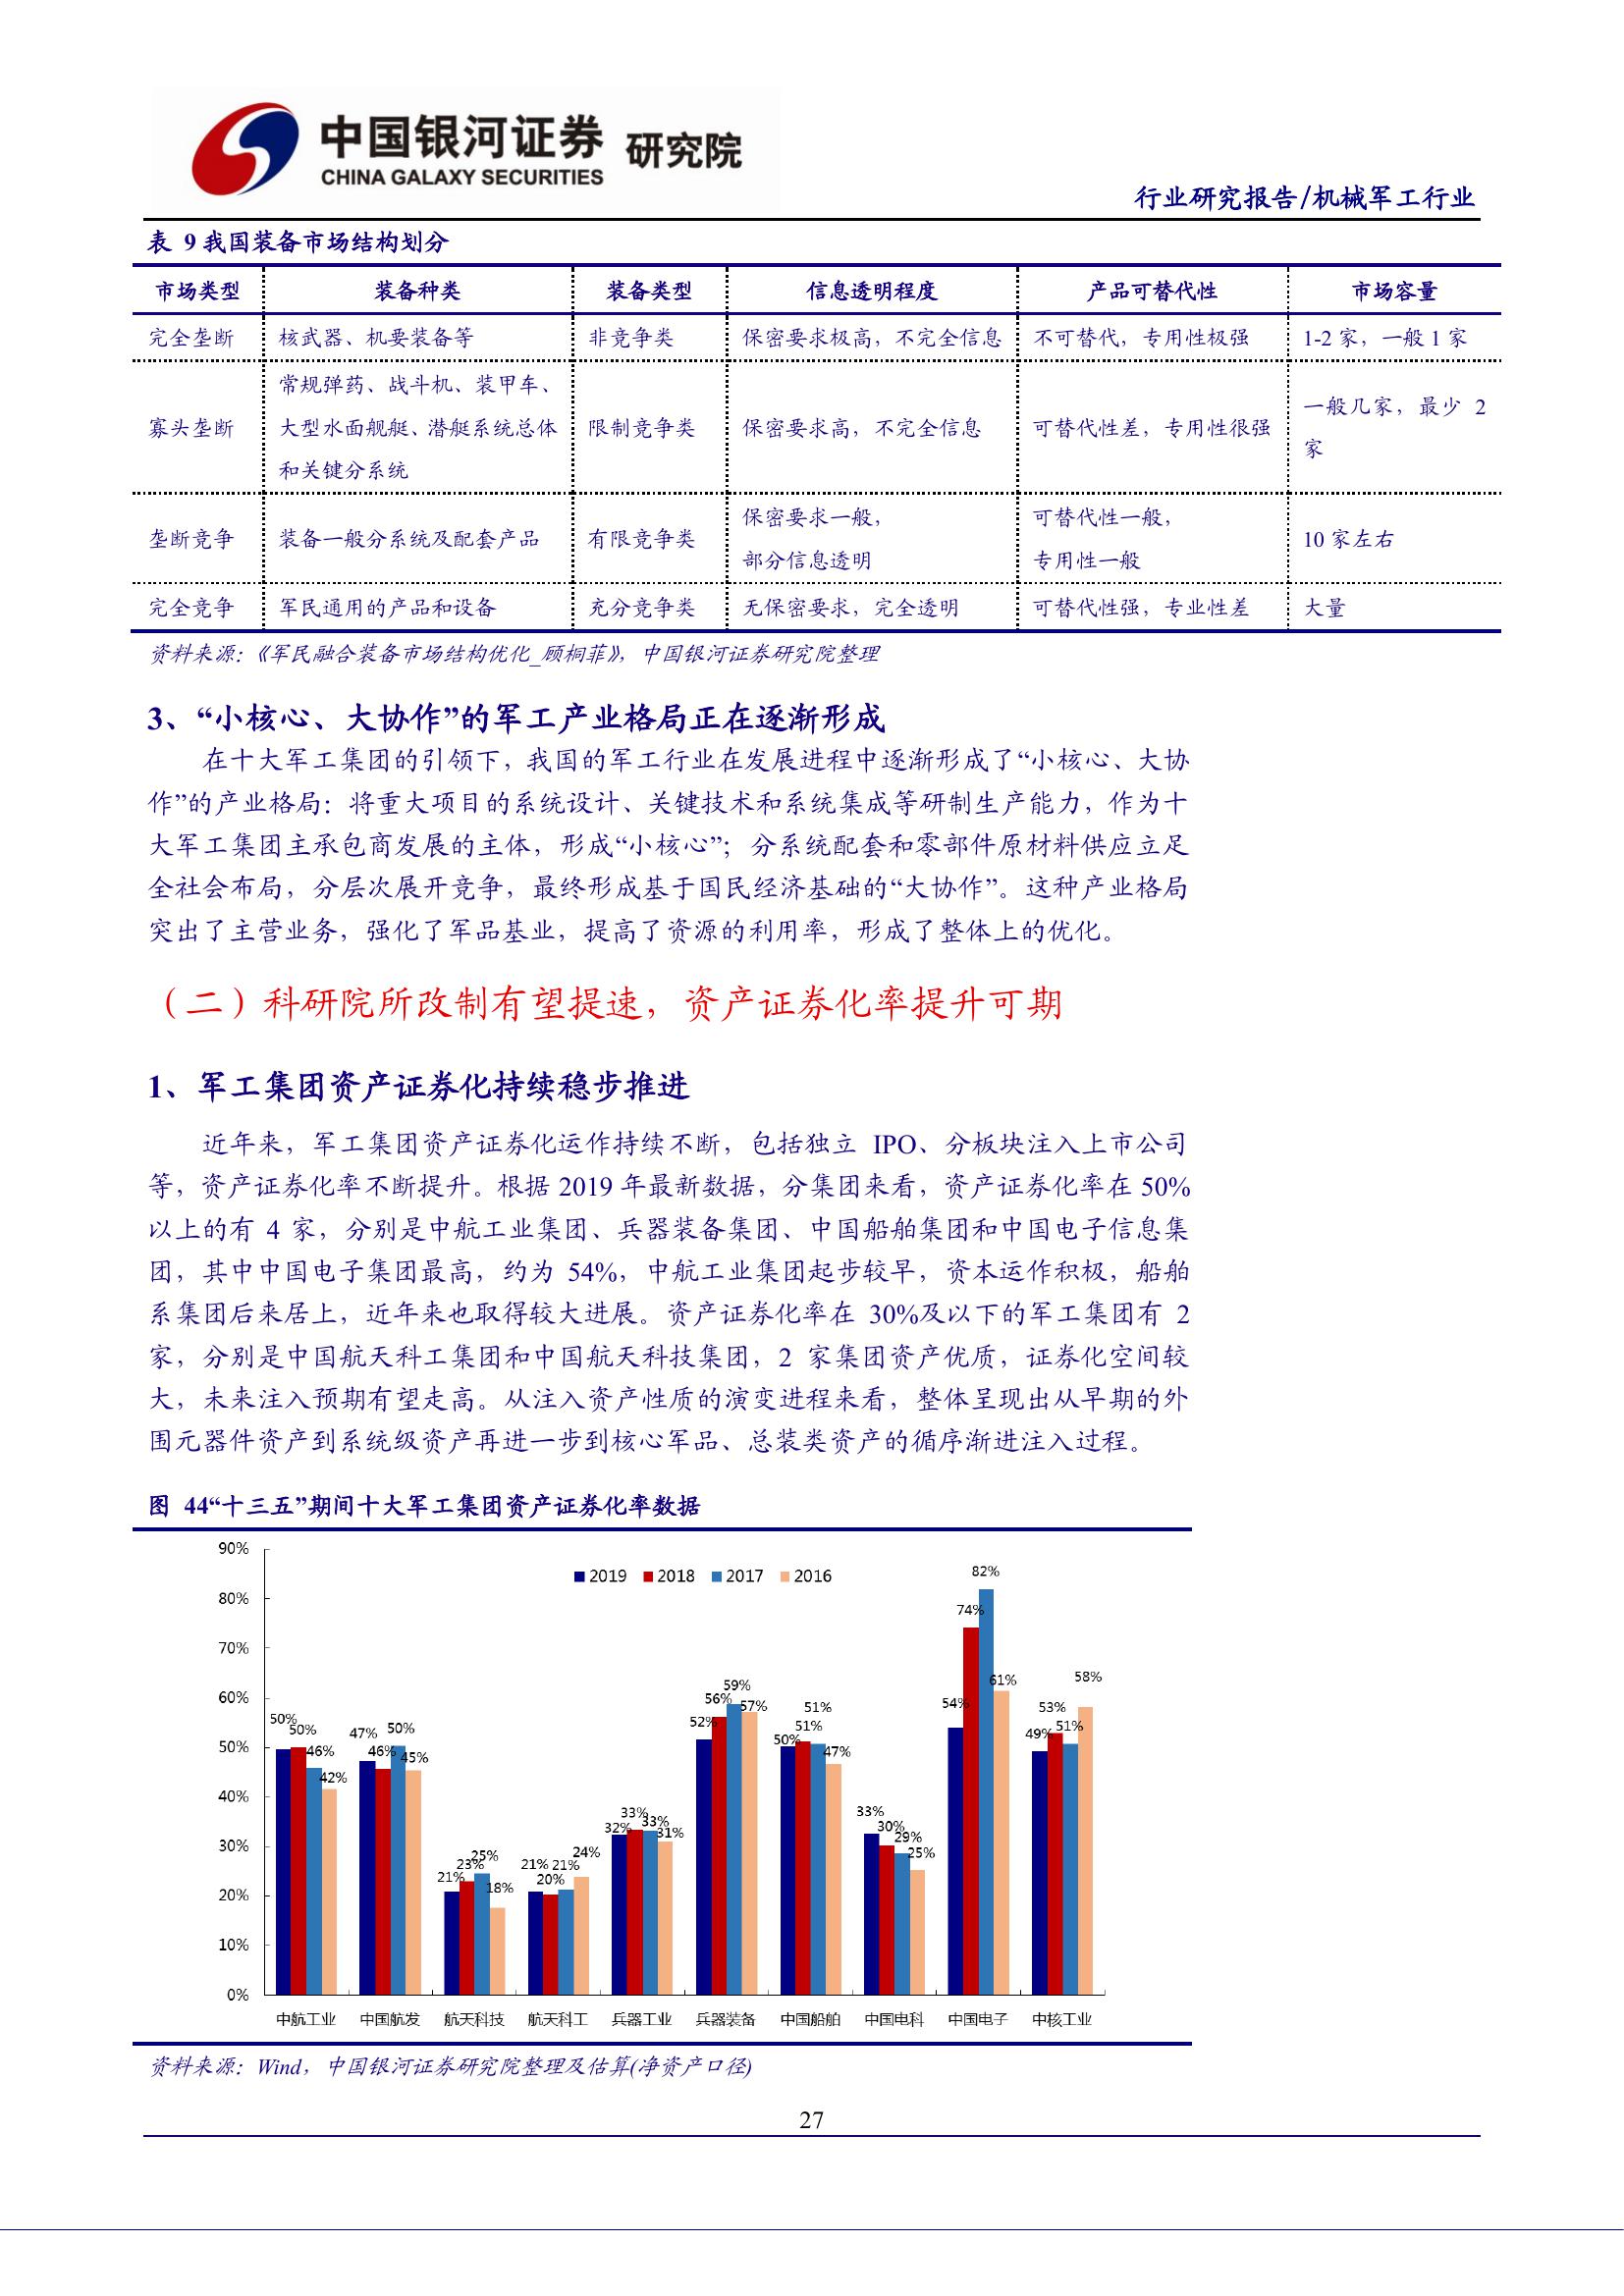 中国银河证券 研究院
CHINA GALAXY SECURITIES
行业研究报告/机械军工行业
表 9 我国装备市场结构划分
市场类型 装备种类 装备类型 信息透明程度 产品可替代性 市场容量
完全垄断 核武器、机要装备等 非竞争类 保密要求极高，不完全信息 不可替代，专用性极强 1-2 家，一般 1 家
寡头垄断 常规弹药、战斗机、装甲车、
大型水面舰艇、潜艇系统总体
和关键分系统
限制竞争类 保密要求高，不完全信息 可替代性差，专用性很强 一般几家，最少 2
家
垄断竞争 装备一般分系统及配套产品 有限竞争类 保密要求一般，
部分信息透明
可替代性一般，
专用性一般
10 家左右
完全竞争 军民通用的产品和设备 充分竞争类 无保密要求，完全透明 可替代性强，专业性差 大量
资料来源：《军民融合装备市场结构优化_顾桐菲》，中国银河证券研究院整理
3、“小核心、大协作”的军工产业格局正在逐渐形成
在十大军工集团的引领下，我国的军工行业在发展进程中逐渐形成了“小核心、大协
作”的产业格局：将重大项目的系统设计、关键技术和系统集成等研制生产能力，作为十
大军工集团主承包商发展的主体，形成“小核心”；分系统配套和零部件原材料供应立足
全社会布局，分层次展开竞争，最终形成基于国民经济基础的“大协作”。这种产业格局
突出了主营业务，强化了军品基业，提高了资源的利用率，形成了整体上的优化。
（二）科研院所改制有望提速，资产证券化率提升可期
1、军工集团资产证券化持续稳步推进
近年来，军工集团资产证券化运作持续不断，包括独立 IPO、分板块注入上市公司
等，资产证券化率不断提升。根据 2019 年最新数据，分集团来看，资产证券化率在 50%
以上的有 4 家，分别是中航工业集团、兵器装备集团、中国船舶集团和中国电子信息集
团，其中中国电子集团最高，约为 54%，中航工业集团起步较早，资本运作积极，船舶
系集团后来居上，近年来也取得较大进展。资产证券化率在 30%及以下的军工集团有 2
家，分别是中国航天科工集团和中国航天科技集团，2 家集团资产优质，证券化空间较
大，未来注入预期有望走高。从注入资产性质的演变进程来看，整体呈现出从早期的外
围元器件资产到系统级资产再进一步到核心军品、总装类资产的循序渐进注入过程。
图 44“十三五”期间十大军工集团资产证券化率数据
2019 2018 2017 2016
90%
80%
70%
60%
50%
40%
30%
20%
10%
0%
50% 50% 46% 42%
47% 46% 50% 45%
21% 23% 25% 18%
21% 20% 21% 24%
32% 33% 33% 31%
52% 56% 59% 57%
50% 51% 51% 47%
33% 30% 29% 25%
54% 74% 82% 61%
49% 53% 51% 58%
中航工业 中国航发 航天科技 航天科工 兵器工业 兵器装备 中国船舶 中国电科 中国电子 中核工业
资料来源：Wind，中国银河证券研究院整理及估算(净资产口径)
27